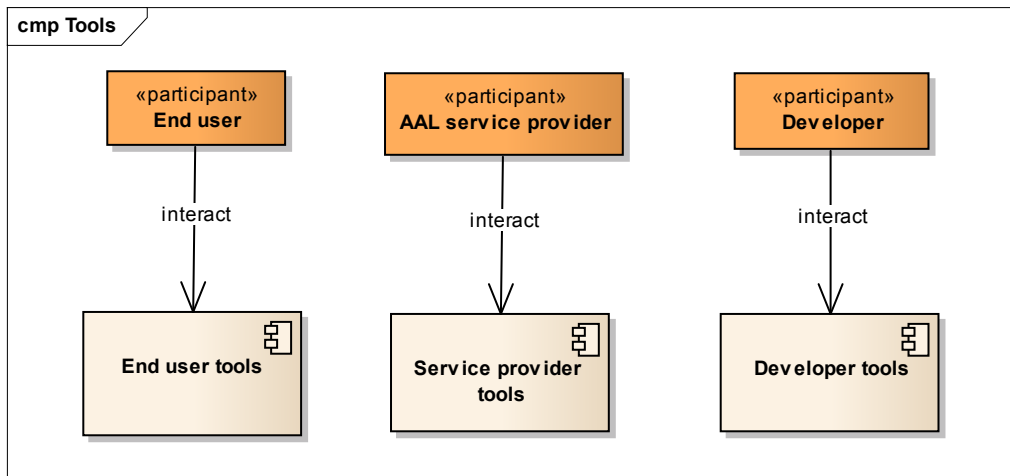 cmp Tools
«participant»
End user
«participant»
AAL service provider
«participant»
Developer
interact
interact
interact
End user tools
Service provider
tools
Developer tools